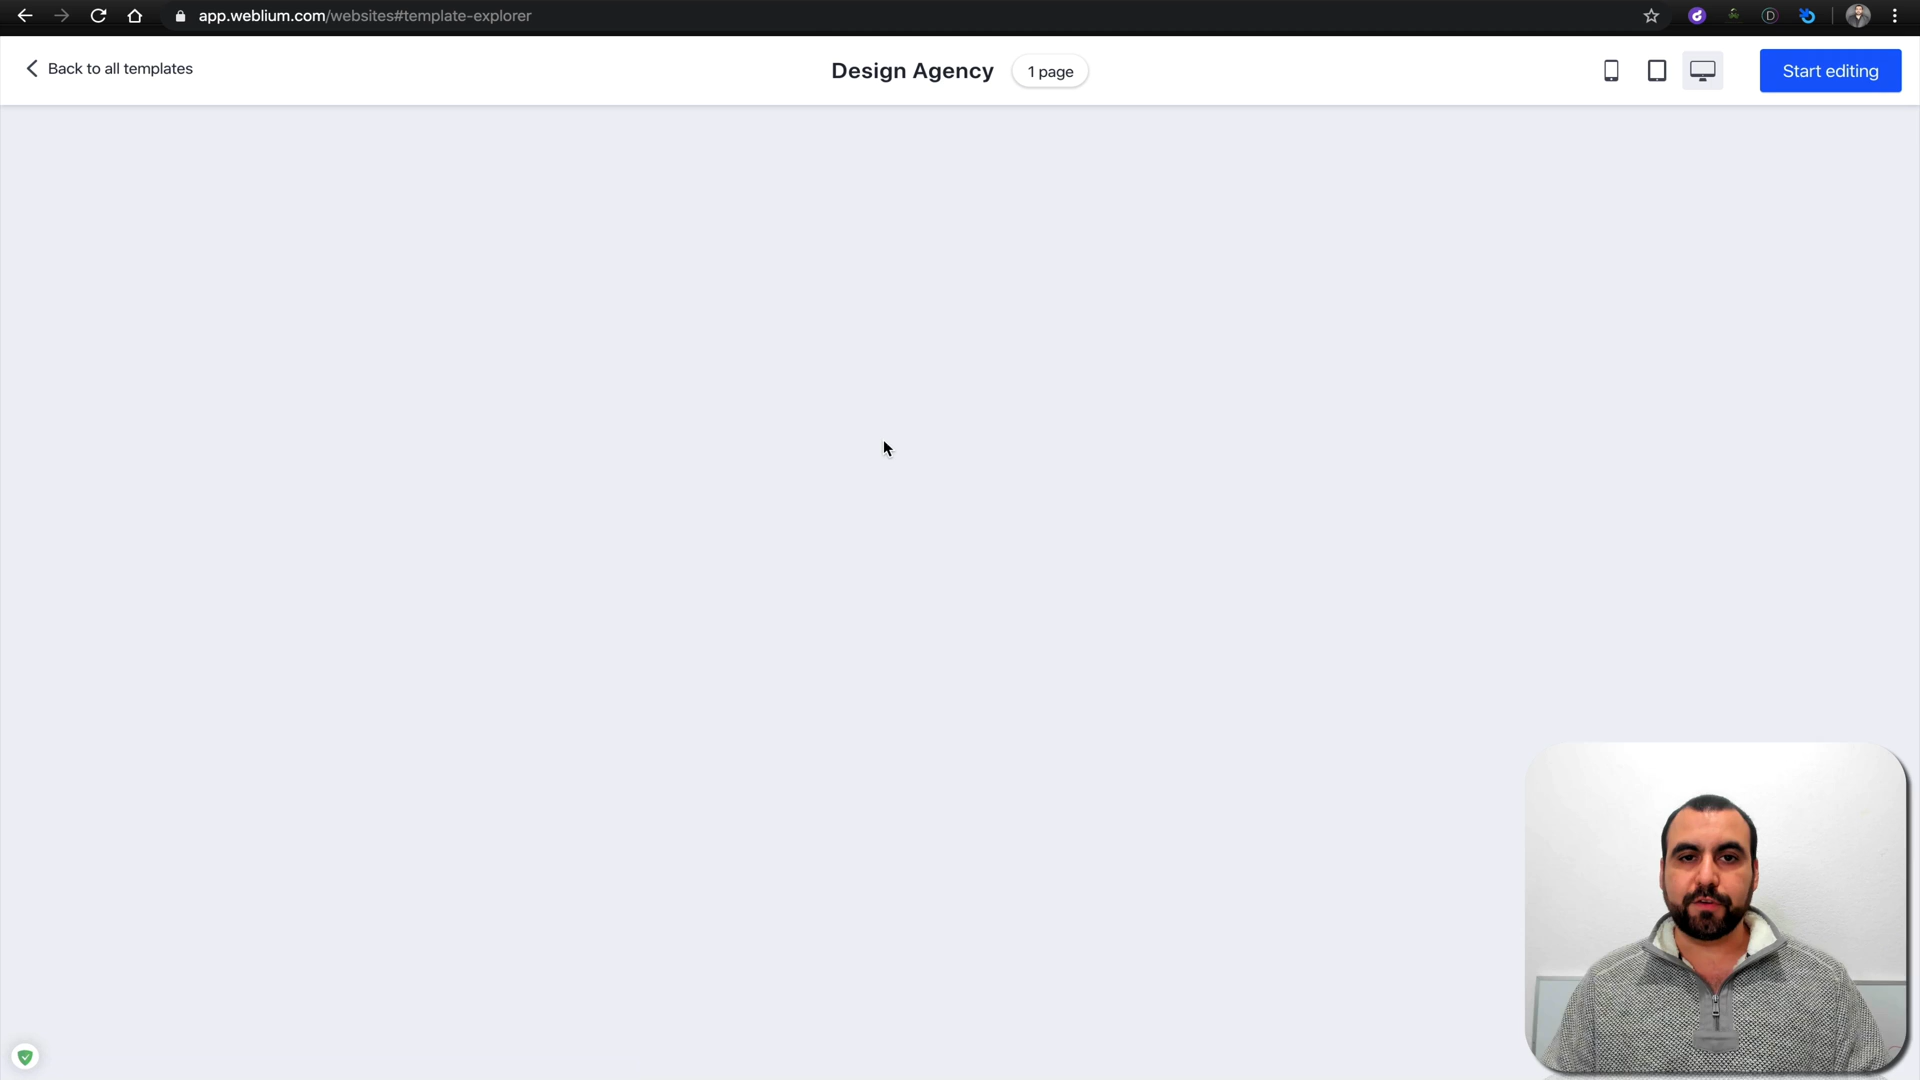 app.weblium.com/websites#template-explorer
Back to all templates
Design Agency
1 page
Start editing